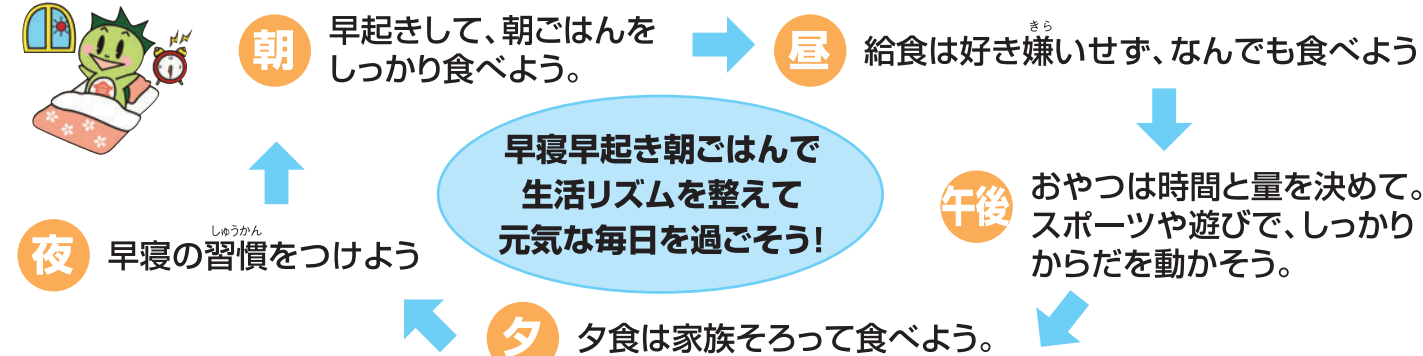 朝
早起きして、朝ごはんを
しっかり食べよう。
昼
給食は好き嫌いせず、なんでも食べよう
きら
午後
おやつは時間と量を決めて。
スポーツや遊びで、しっかり
からだを動かそう。
夕
夕食は家族そろって食べよう。
夜
早寝の習慣をつけよう
しゅうかん
早寝早起き朝ごはんで
生活リズムを整えて
元気な毎日を過ごそう!